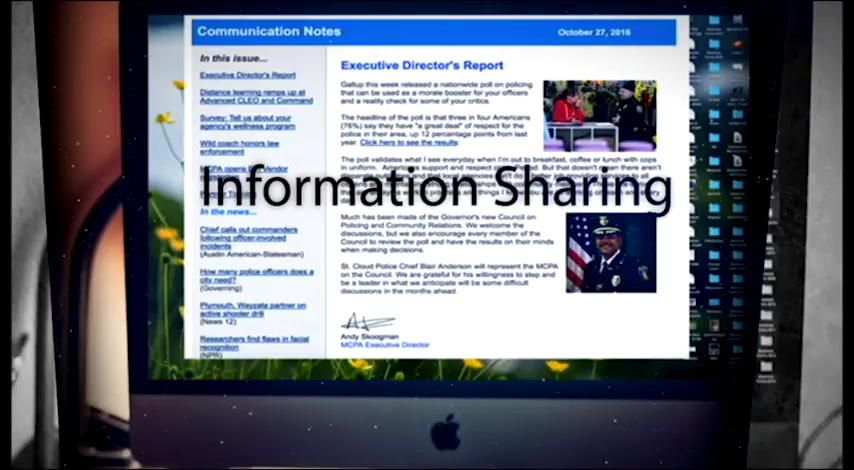 Communication Notes
October 27, 2016
In this issue...
Executive Director's Report
Distance learning ramps up at
Advanced CLEO and Command
Survey: Tell us about your
agency's wellness program
Wild coach honors law
enforcement
MCPA opens Vendor
In the news...
Chief calls out commanders
following officer-involved
incidents
(Austin American-Statesman)
How many police officers does a
city need?
(Governing)
Plymouth, Wayzata partner on
active shooter drill
(News 12)
Researchers find flaws in facial
recognition
(NPR)
Executive Director's Report
Gallup this week released a nationwide poll on policing
that can be used as a morale booster for your officers
and a reality check for some of your critics.
The headline of the poll is that three in four Americans
(76%) say they have "a great deal" of respect for the
police in their area, up 12 percentage points from last
year. Click here to see the results.
The poll validates what I see everyday when I'm out to breakfast, coffee or lunch with cops
in uniform. Americans support and respect But that doesn't there aren't
Information Sharing
Much has been made of the Governor's new Council on
Policing and Community Relations. We welcome the
discussions, but we also encourage every member of the
Council to review the poll and have the results on their minds
when making decisions.
St. Cloud Police Chief Blair Anderson will represent the MCPA
on the Council. We are grateful for his willingness to step and
be a leader in what we anticipate will be some difficult
discussions in the months ahead.
Andy Skoogman
MCPA Executive Director